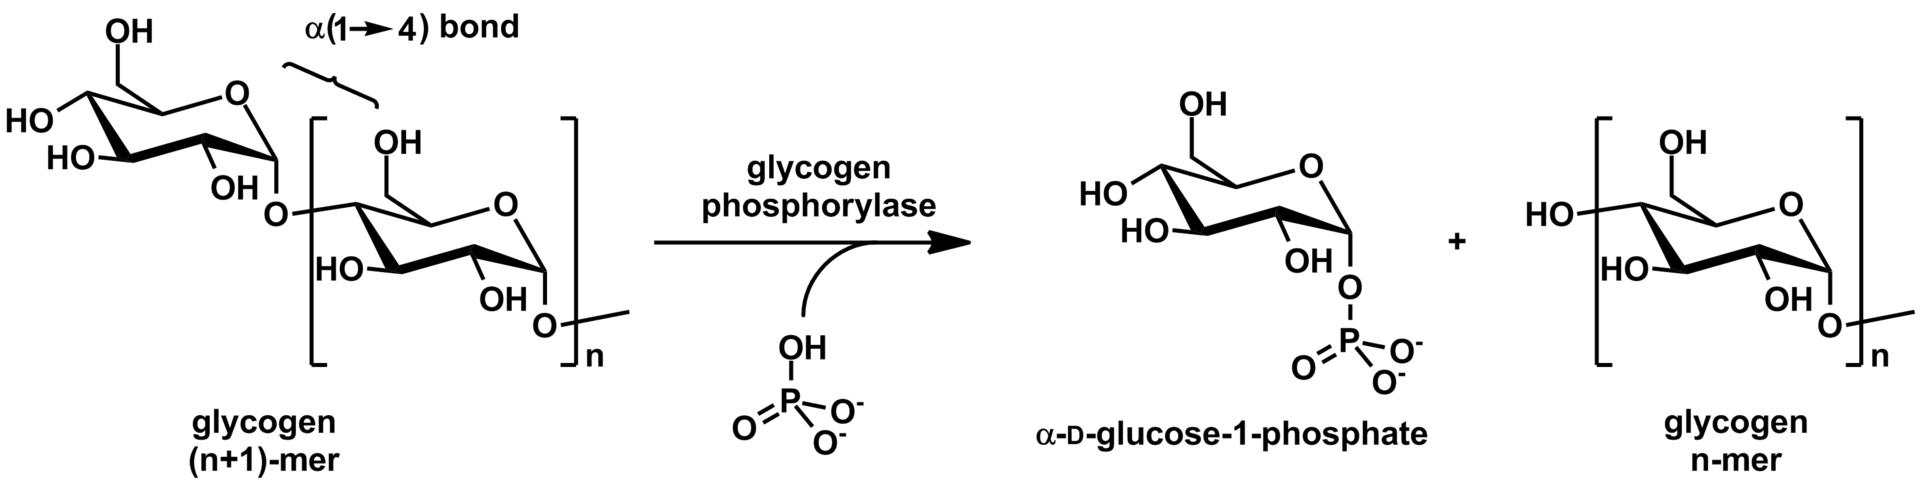 OH
α(1→4) bond
O
HO
HO
OH
O
OH
O
HO
OH
O
n
glycogen
(n+1)-mer
glycogen
phosphorylase
OH
P
O
O-
O-
OH
O
HO
HO
OH
O
P
O
O-
O-
α-D-glucose-1-phosphate
+
OH
HO
O
HO
OH
O
n
glycogen
n-mer